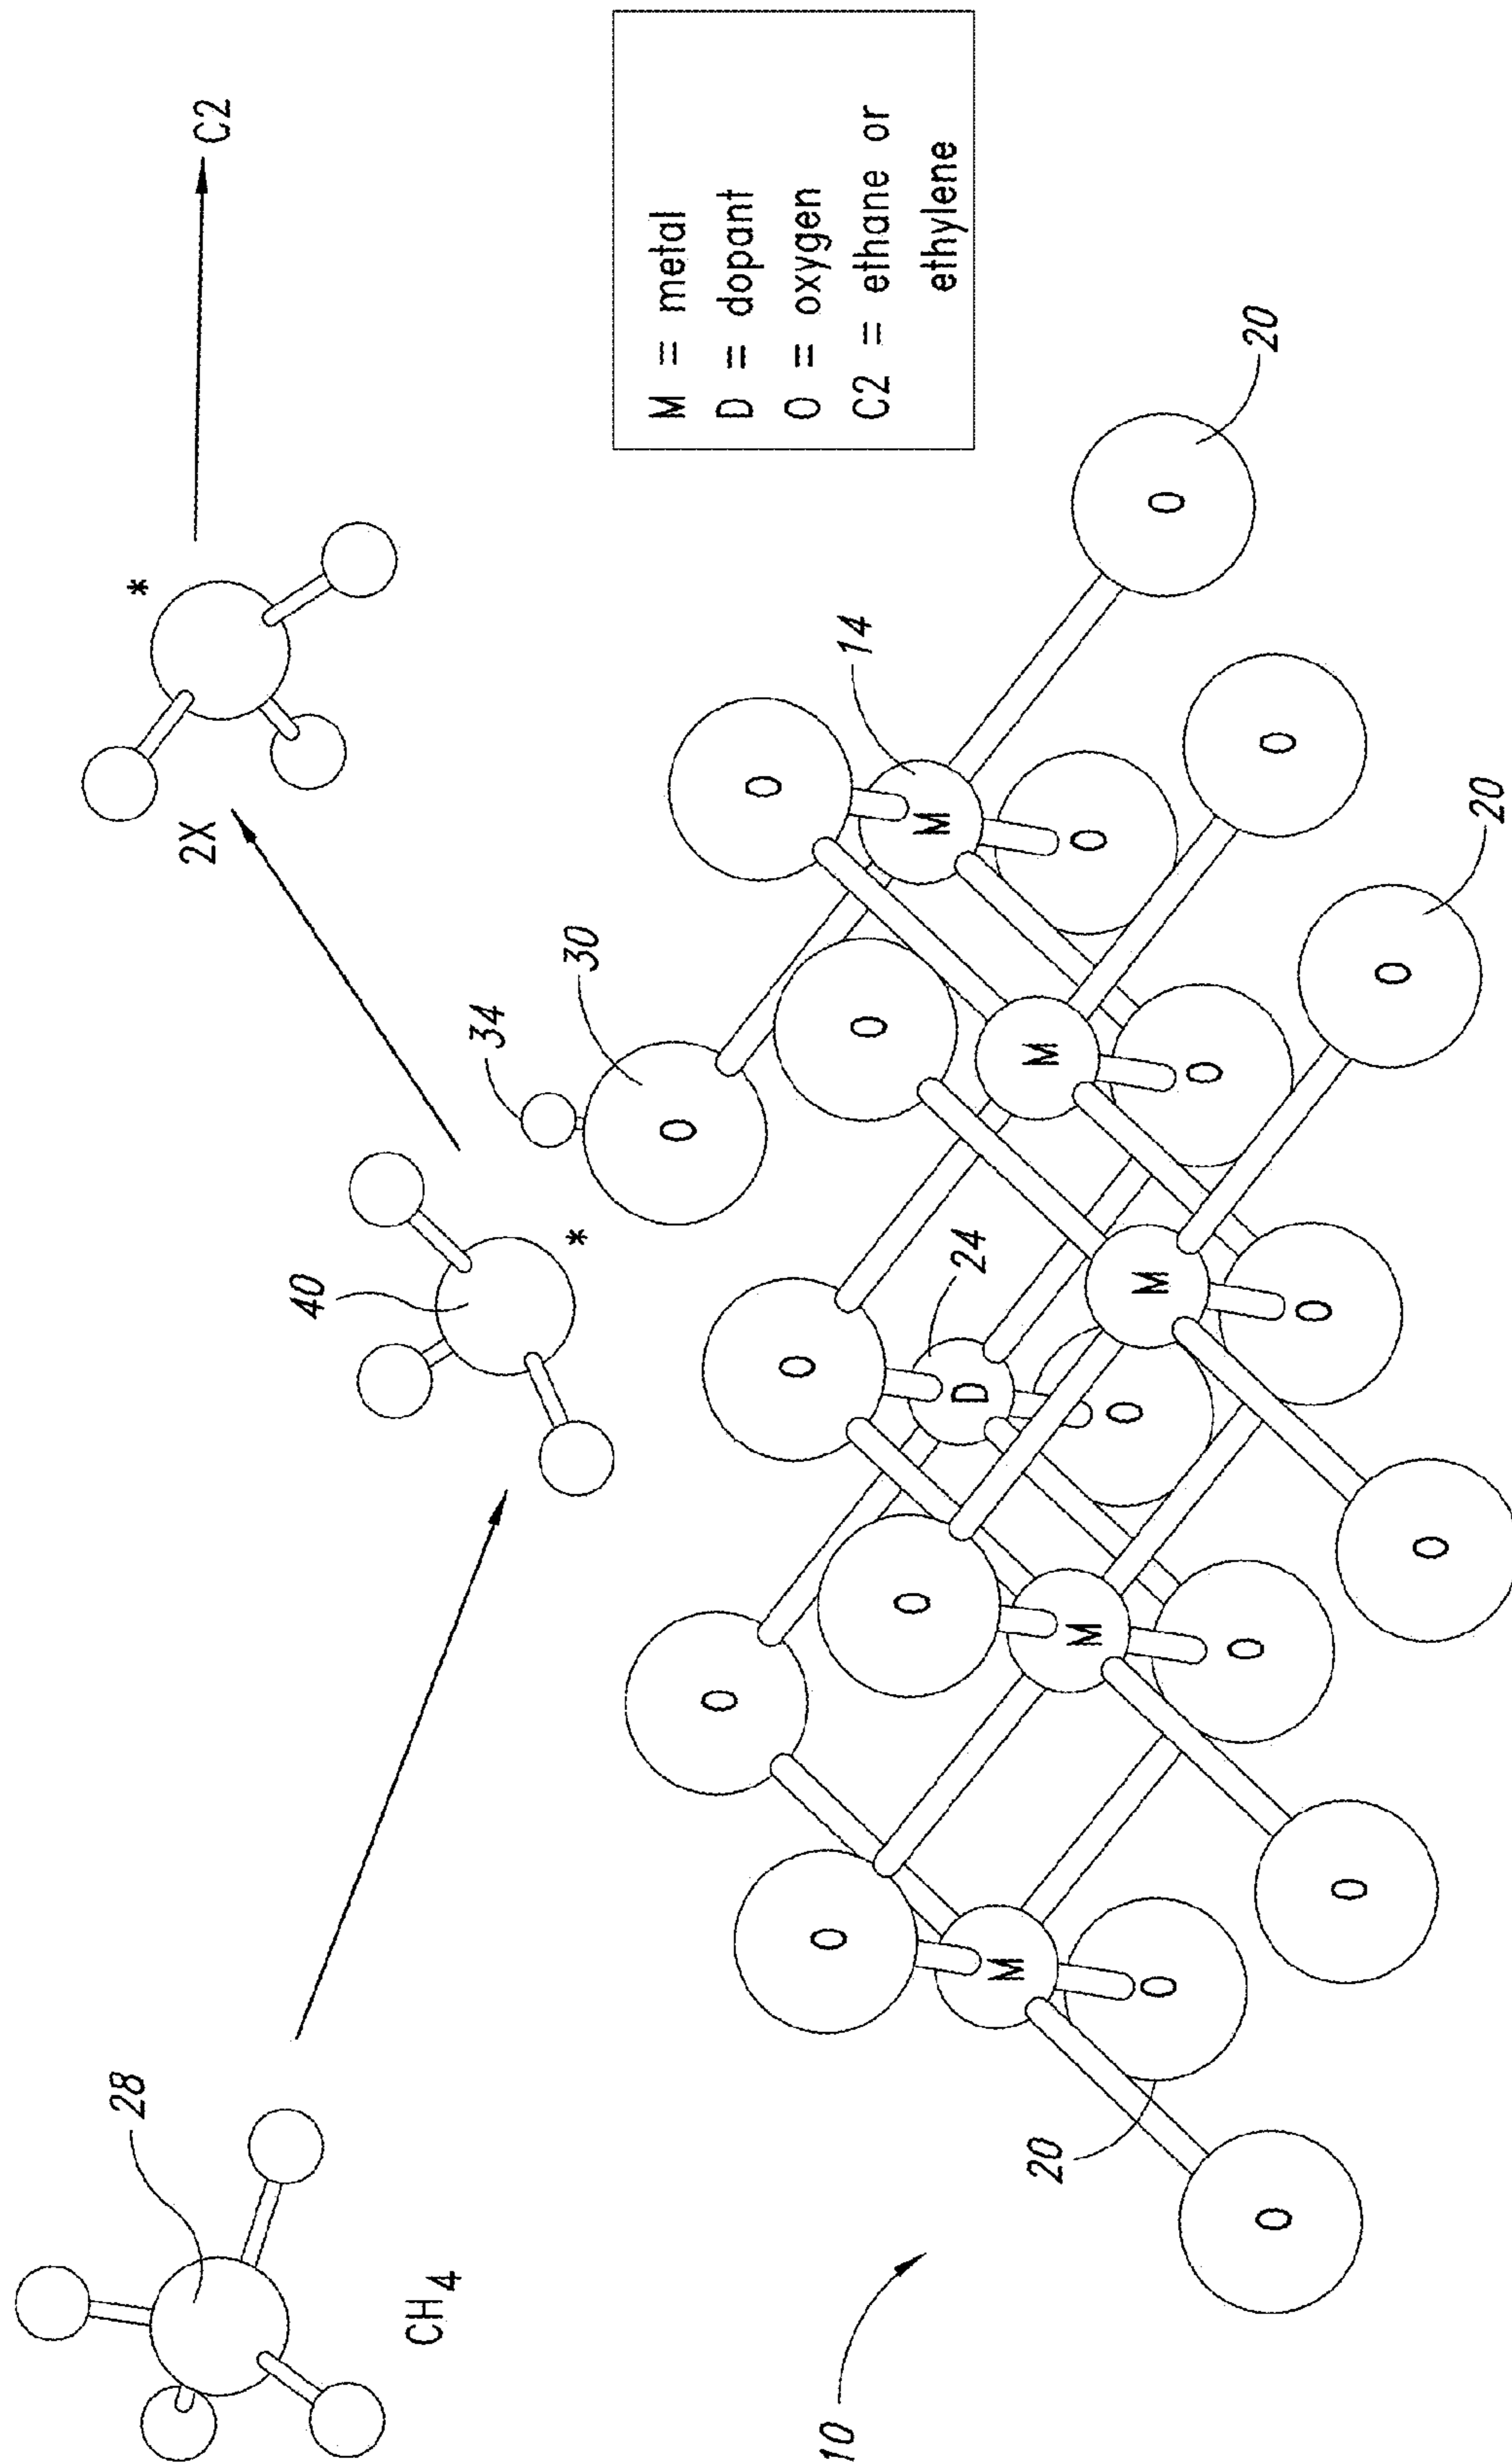 28
*
2X
C2
40
CH4
34
30
*
M = metal
D = dopant
O = oxygen
C2 = ethane or
ethylene
O
O
O
O
O
10
14
O
O
M
D
24
M
M
20
M
O
O
M
O
O
O
O
20
O
O
O
O
O
O
20